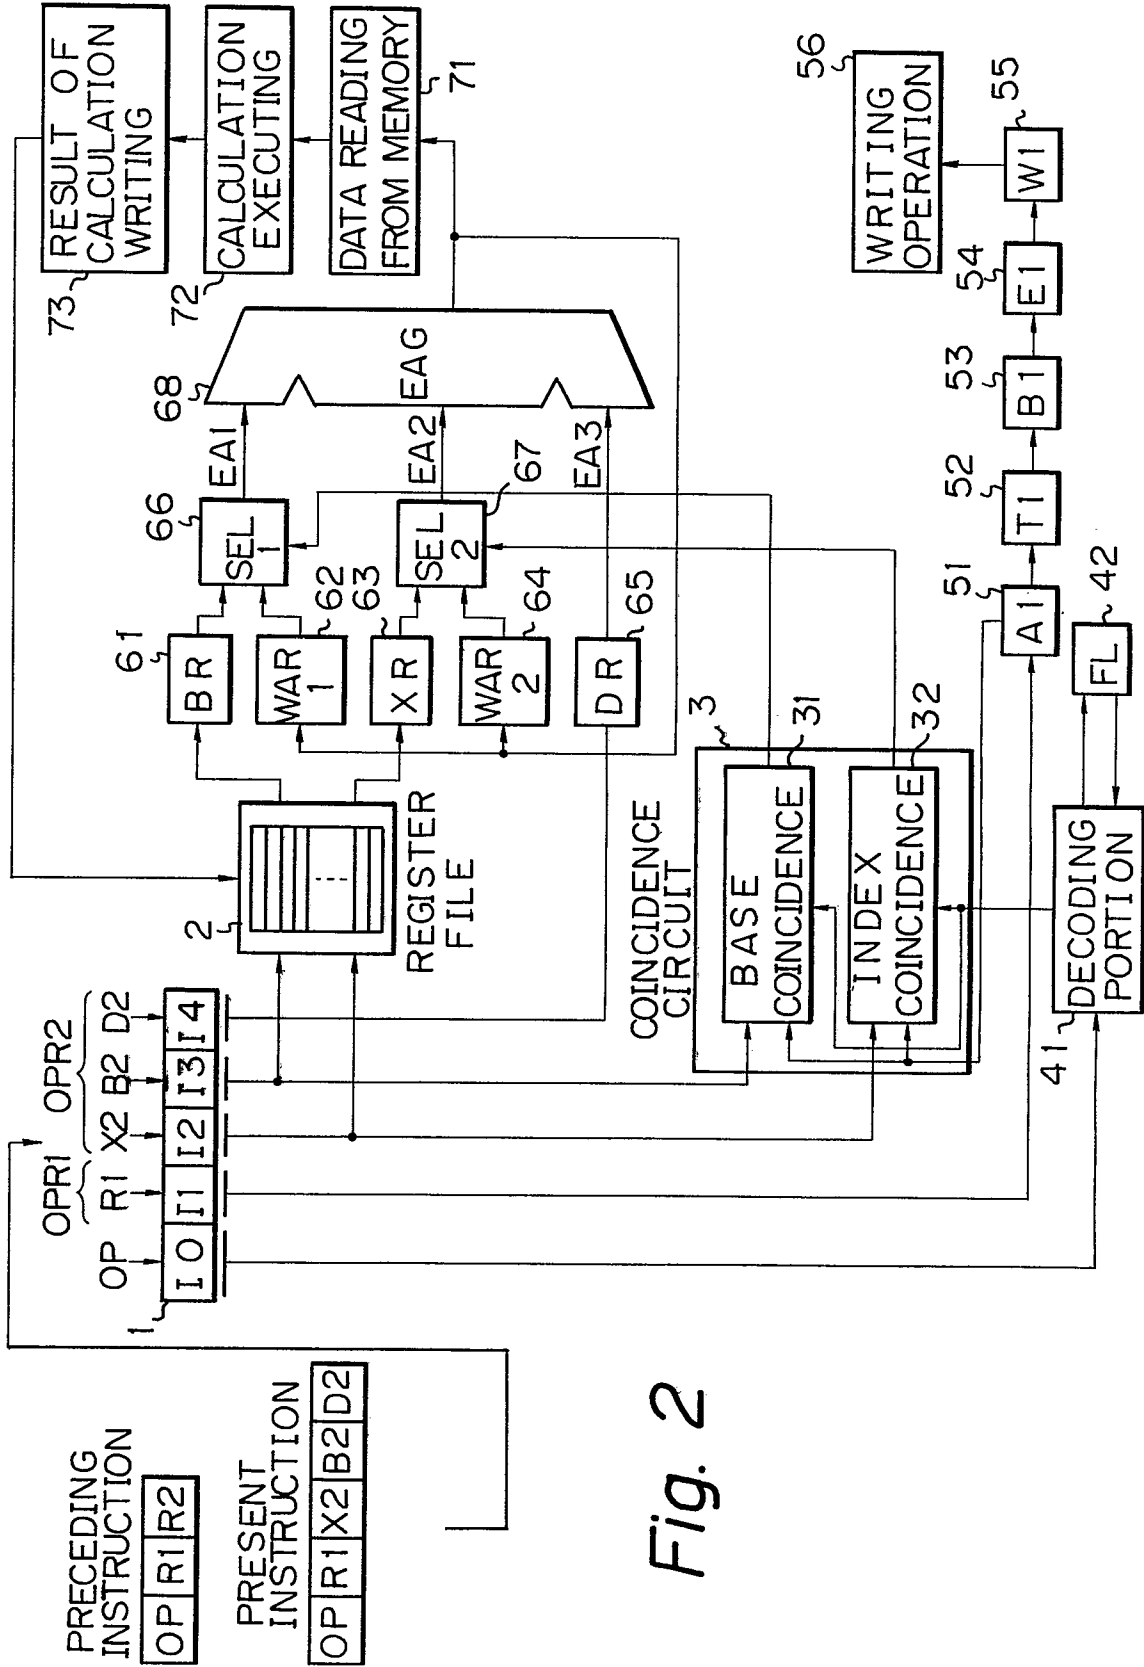 PRECEDING
INSTRUCTION
OP R1 R2
PRESENT
INSTRUCTION
OP R1 X2 B2 D2
OPR1 OPR2
OP R1 X2 B2 D2
1
I0 I1 I2 I3 I4
2
REGISTER
FILE
61
BR
WAR
1
62
63
XR
WAR
2
64
DR
65
66
SEL
1
SEL
2
67
EA1
EA2
EA3
68
EAG
73
RESULT OF
CALCULATION
WRITING
72
CALCULATION
EXECUTING
DATA READING
FROM MEMORY
71
COINCIDENCE
CIRCUIT
3
BASE
COINCIDENCE
31
INDEX
COINCIDENCE
32
41
DECODING
PORTION
FL
42
51
A1
52
T1
53
B1
54
E1
55
W1
56
WRITING
OPERATION
Fig. 2